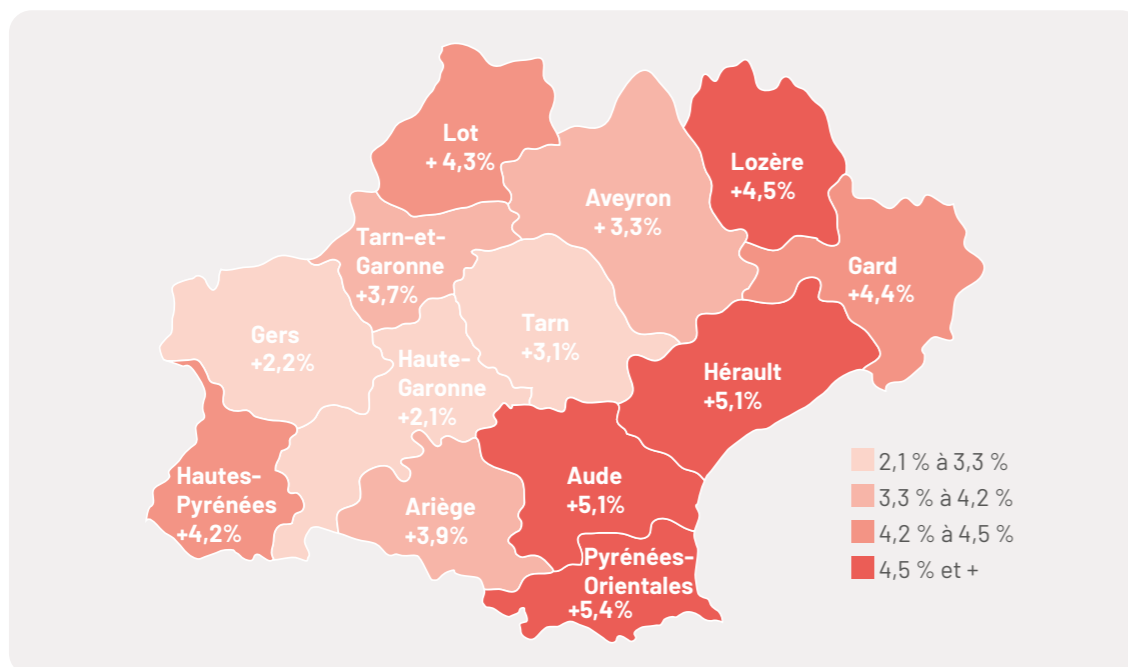 Lot
+ 4,3%
Lozère
+4,5%
Aveyron
+ 3,3%
Tarn-et-
Garonne
+3,7%
Gard
+4,4%
Gers
+2,2%
Tarn
+3,1%
Haute-
Garonne
+2,1%
Hérault
+5,1%
Hautes-
Pyrénées
+4,2%
Ariège
+3,9%
Aude
+5,1%
Pyrénées-
Orientales
+5,4%
2,1 % à 3,3 %
3,3 % à 4,2 %
4,2 % à 4,5 %
4,5 % et +